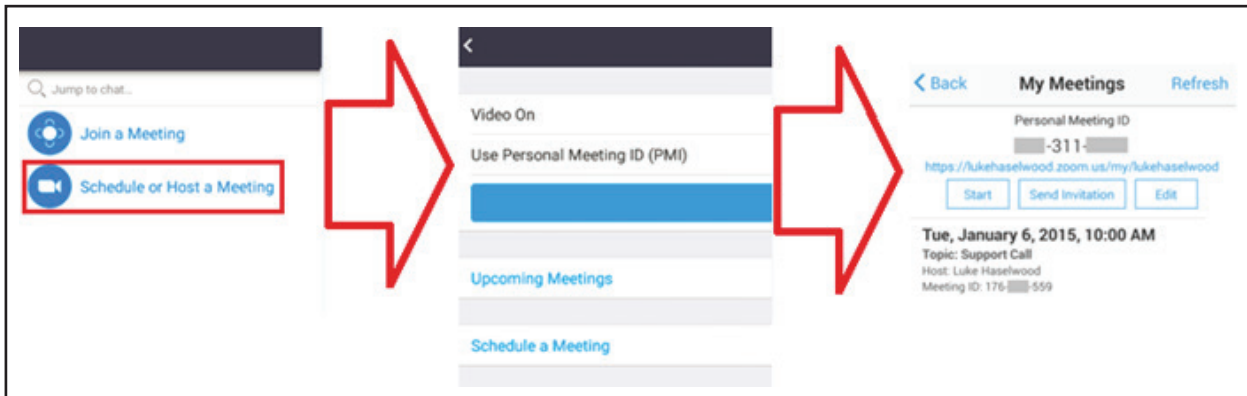 Jump to chat...
Join a Meeting
Schedule or Host a Meeting
<
Video On
Use Personal Meeting ID (PMI)
Upcoming Meetings
Schedule a Meeting
< Back My Meetings Refresh
Personal Meeting ID
-311-
https://lukehaselwood.zoom.us/my/lukehaselwood
Start Send Invitation Edit
Tue, January 6, 2015, 10:00 AM
Topic: Support Call
Host: Luke Haselwood
Meeting ID: 176- -559